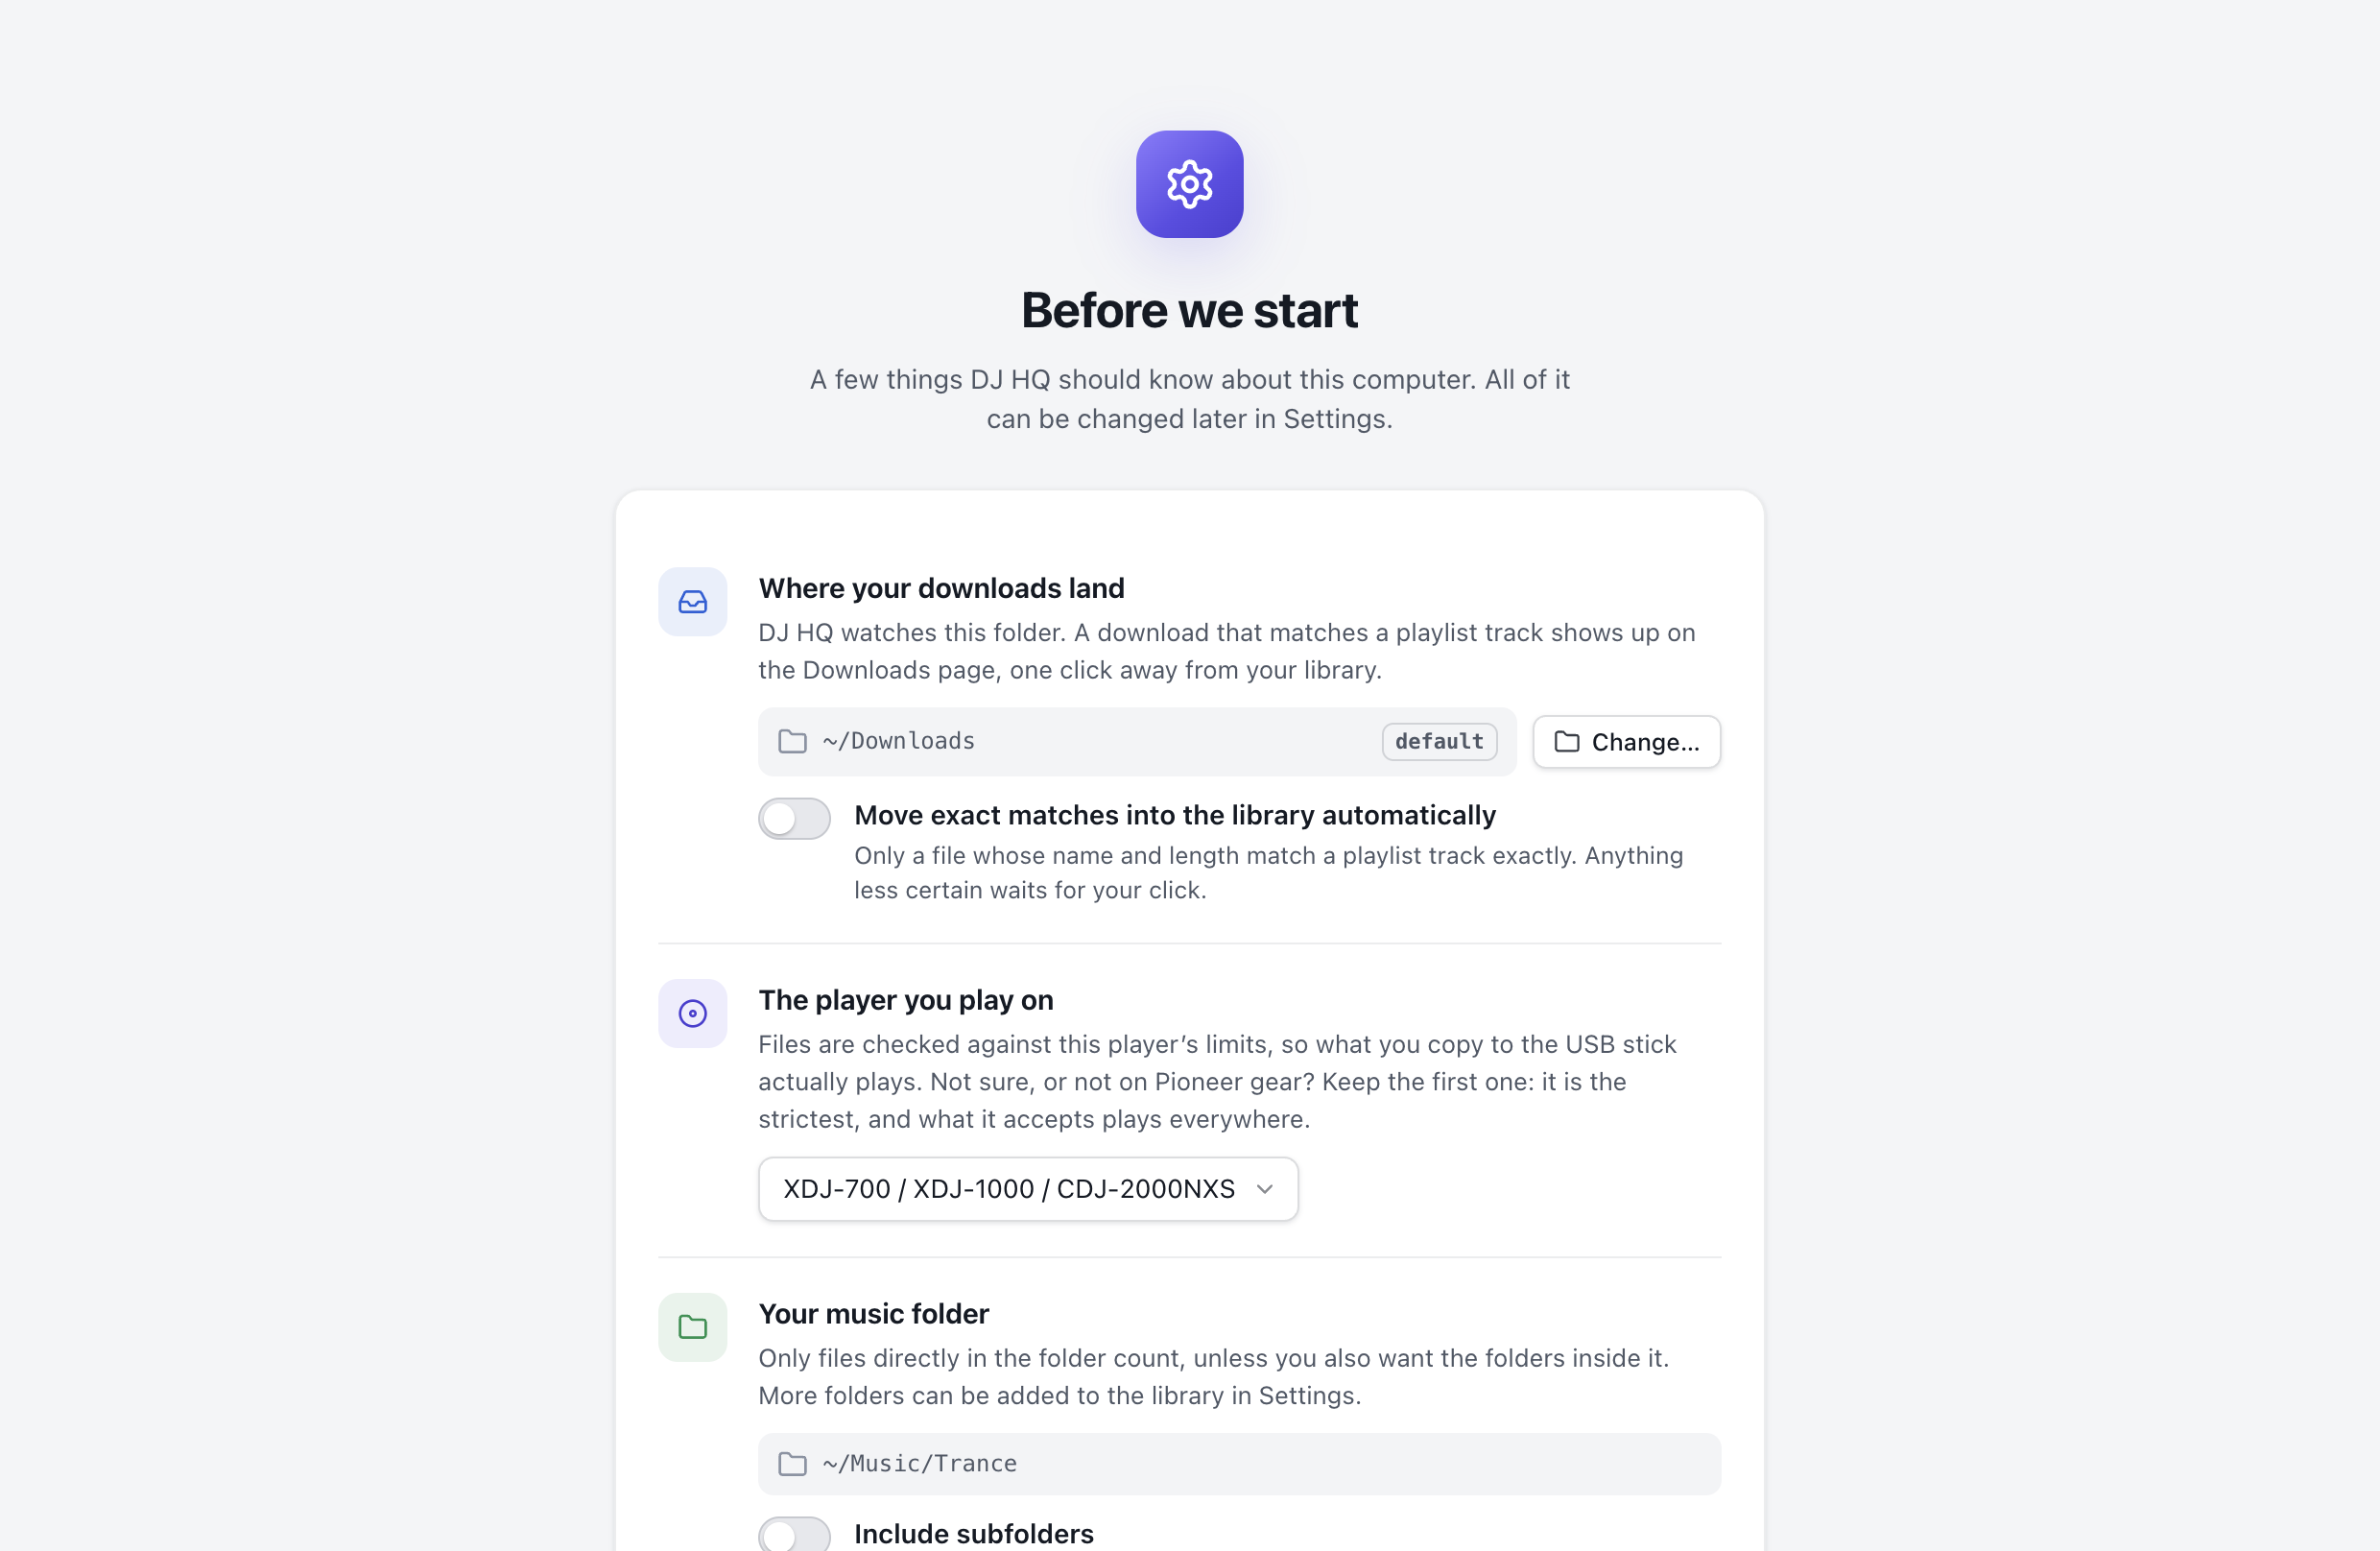 Before we start
A few things DJ HQ should know about this computer. All of it
can be changed later in Settings.
Where your downloads land
DJ HQ watches this folder. A download that matches a playlist track shows up on
the Downloads page, one click away from your library.
~/Downloads
default
Change...
Move exact matches into the library automatically
Only a file whose name and length match a playlist track exactly. Anything
less certain waits for your click.
The player you play on
Files are checked against this player’s limits, so what you copy to the USB stick
actually plays. Not sure, or not on Pioneer gear? Keep the first one: it is the
strictest, and what it accepts plays everywhere.
XDJ-700 / XDJ-1000 / CDJ-2000NXS
Your music folder
Only files directly in the folder count, unless you also want the folders inside it.
More folders can be added to the library in Settings.
~/Music/Trance
Include subfolders